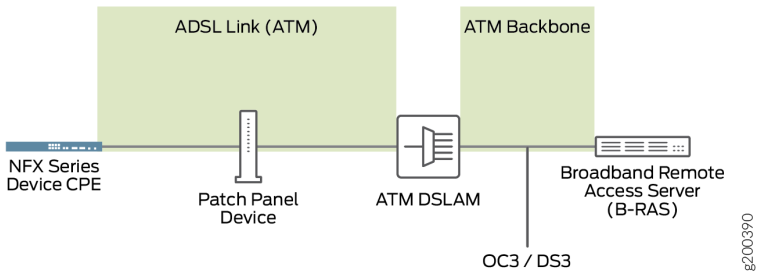 ADSL Link (ATM)
ATM Backbone
NFX Series
Device CPE
Patch Panel
Device
ATM DSLAM
Broadband Remote
Access Server
(B-RAS)
OC3 / DS3
g200390